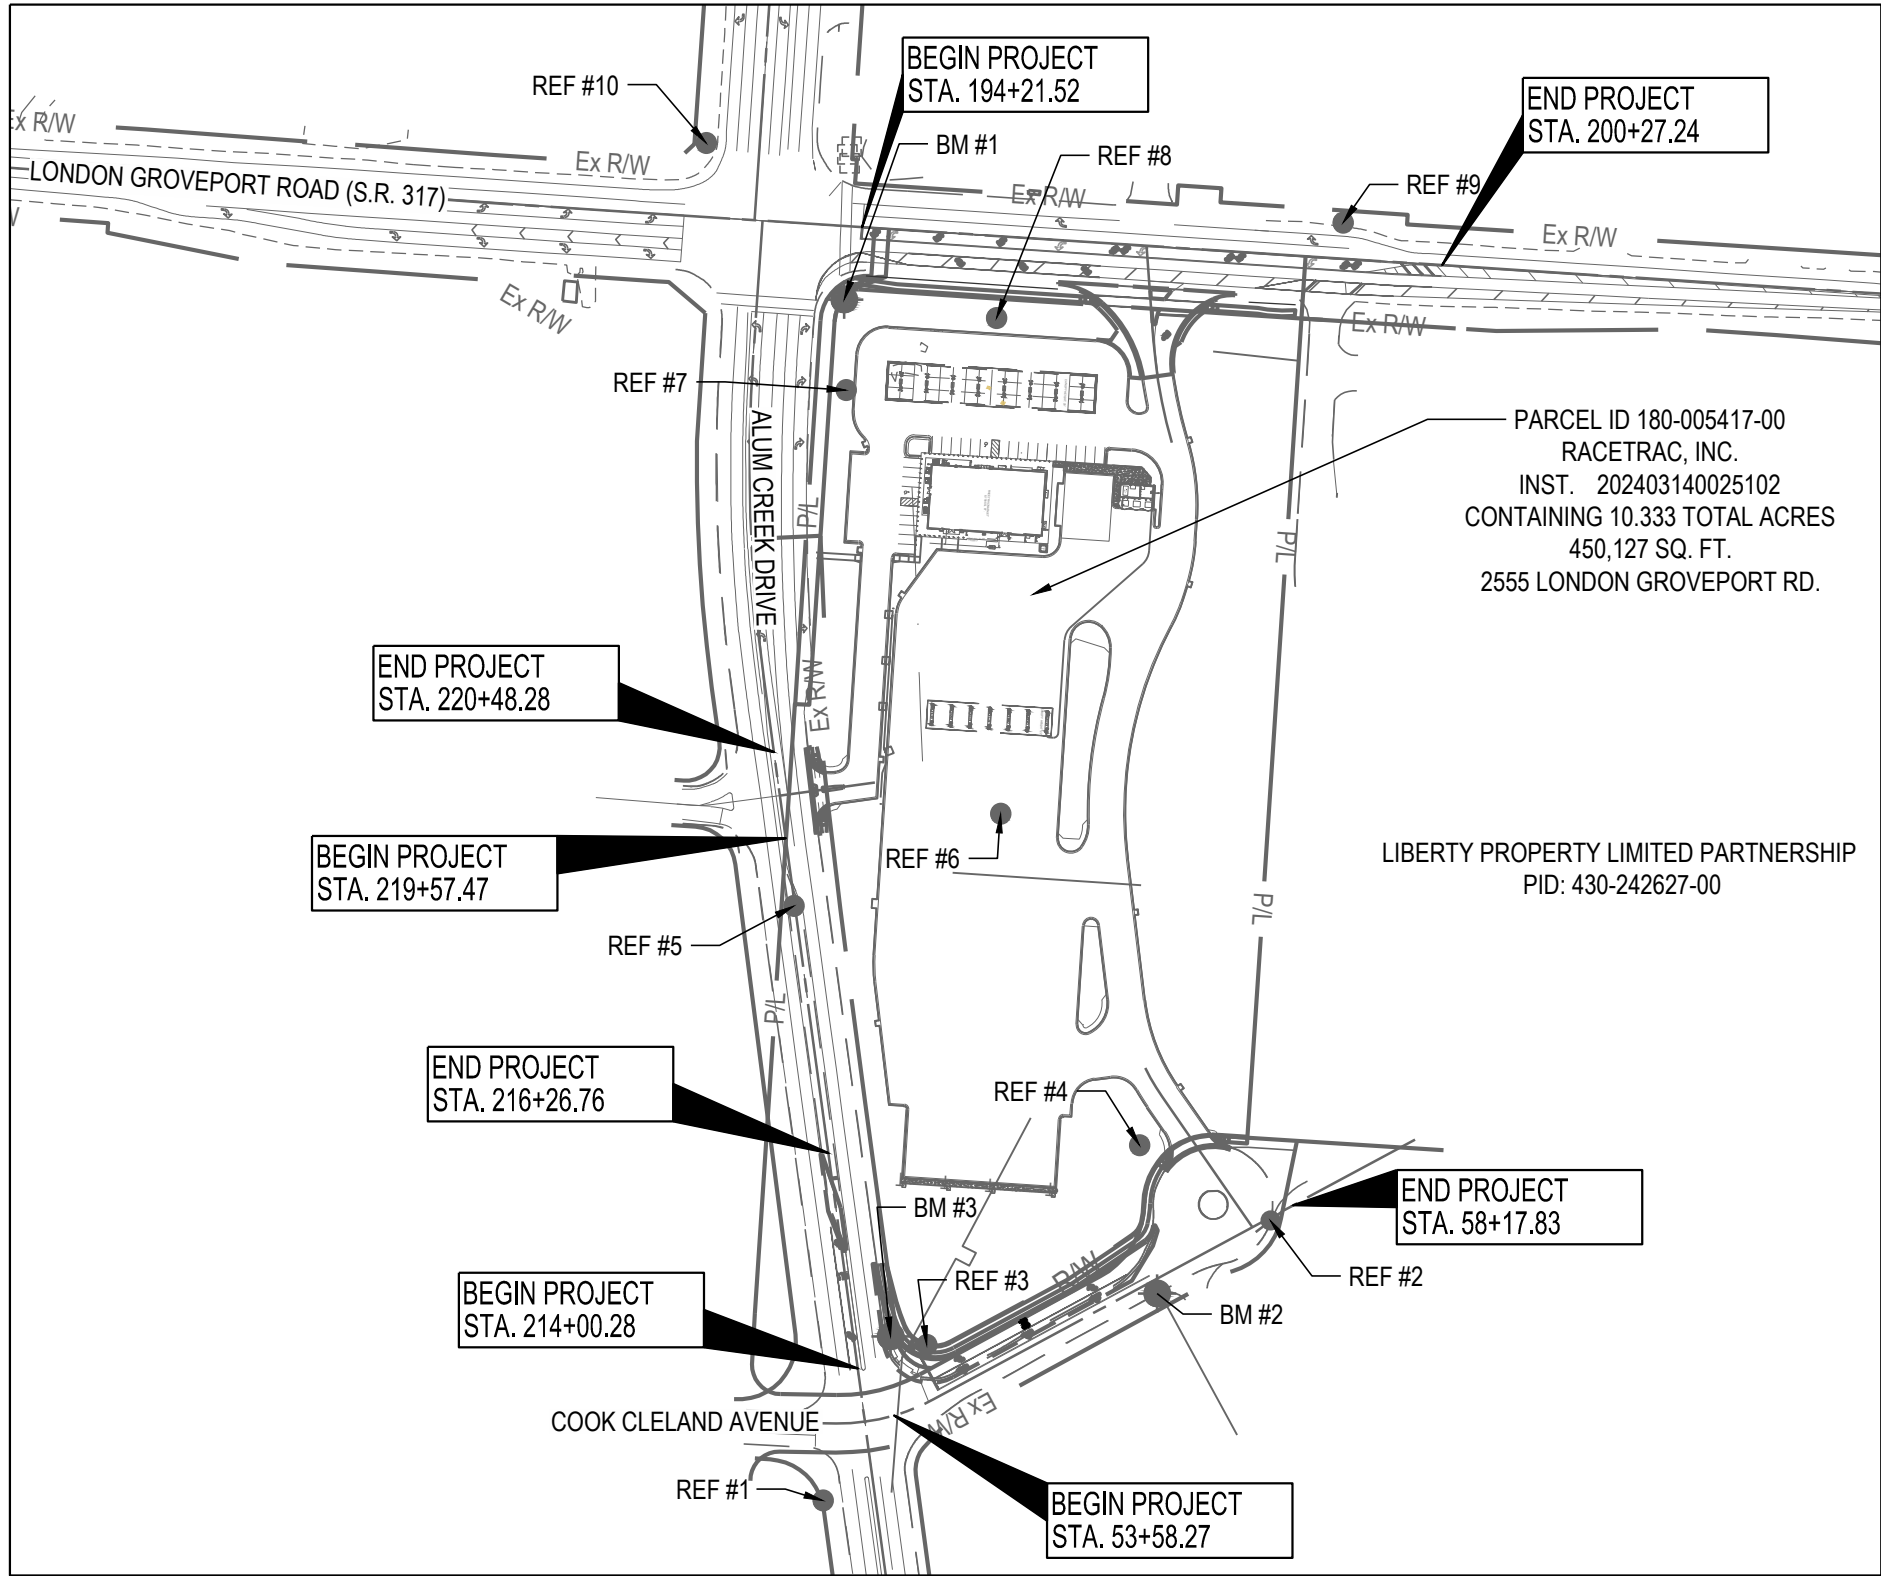 BEGIN PROJECT
STA. 194+21.52
REF #10
END PROJECT
STA. 200+27.24
Ex R/W
BM #1
REF #8
Ex R/W
REF #9
LONDON GROVEPORT ROAD (S.R. 317)
Ex R/W
Ex R/W
Ex R/W
Ex R/W
REF #7
ALUM CREEK DRIVE
PARCEL ID 180-005417-00
RACETRAC, INC.
INST. 202403140025102
CONTAINING 10.333 TOTAL ACRES
450,127 SQ. FT.
2555 LONDON GROVEPORT RD.
P/L
P/L
END PROJECT
STA. 220+48.28
Ex R/W
BEGIN PROJECT
STA. 219+57.47
REF #6
LIBERTY PROPERTY LIMITED PARTNERSHIP
PID: 430-242627-00
P/L
REF #5
P/L
END PROJECT
STA. 216+26.76
REF #4
BM #3
END PROJECT
STA. 58+17.83
REF #3
R/W
REF #2
BEGIN PROJECT
STA. 214+00.28
BM #2
COOK CLELAND AVENUE
Ex R/W
REF #1
BEGIN PROJECT
STA. 53+58.27